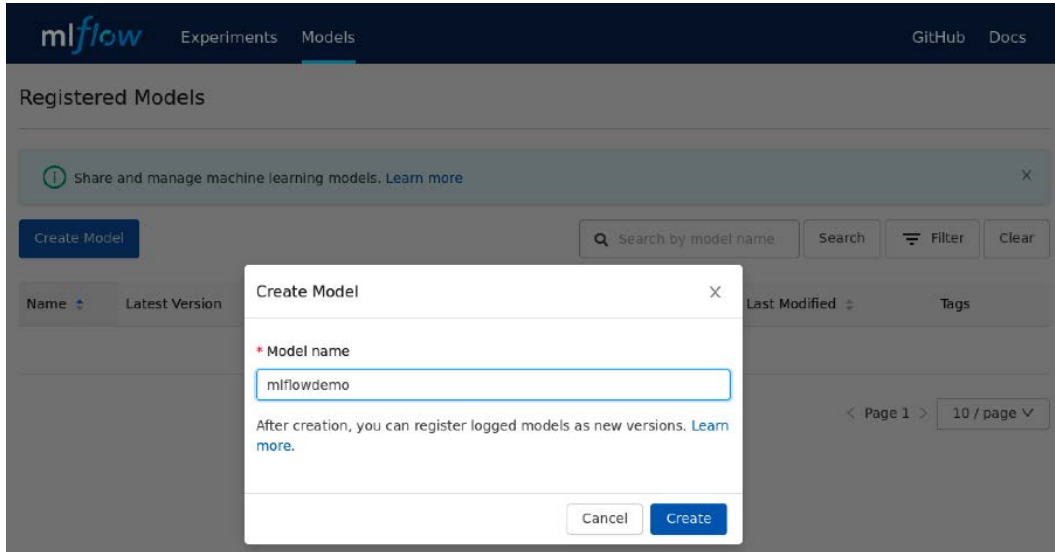 mlflow Experiments Models GitHub Docs
Registered Models
Share and manage machine learning models. Learn more
Create Model Search by model name Search Filter Clear
Name Latest Version Last Modified Tags
Create Model
* Model name
mlflowdemo
After creation, you can register logged models as new versions. Learn
more.
Page 1 10 / page
Cancel Create